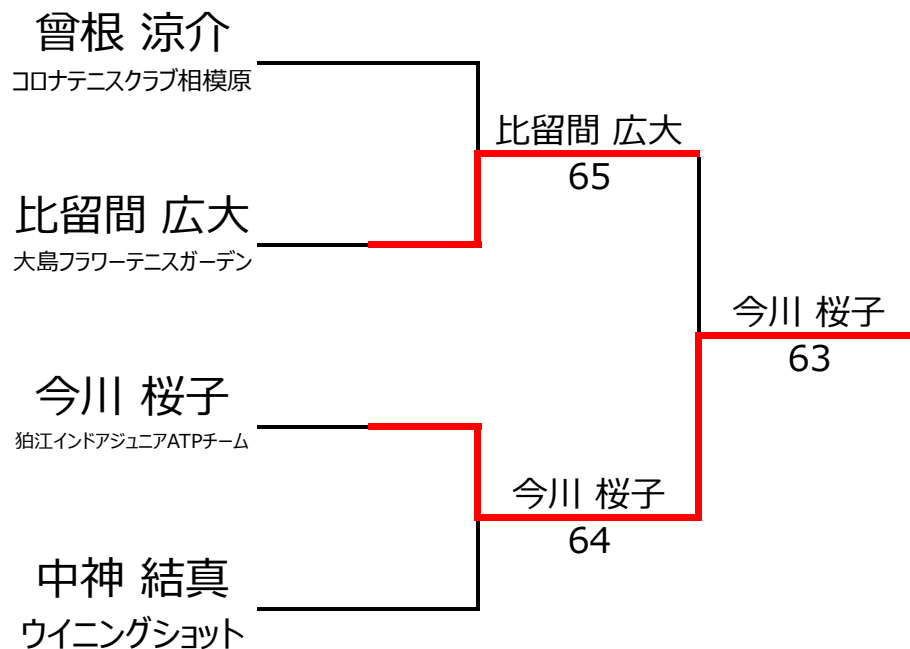 曾根 涼介
コロナテニスクラブ相模原
比留間 広大
65
比留間 広大
大島フラワーテニスガーデン
今川 桜子
63
今川 桜子
狛江インドアジュニアATPチーム
今川 桜子
64
中神 結真
ウイニングショット